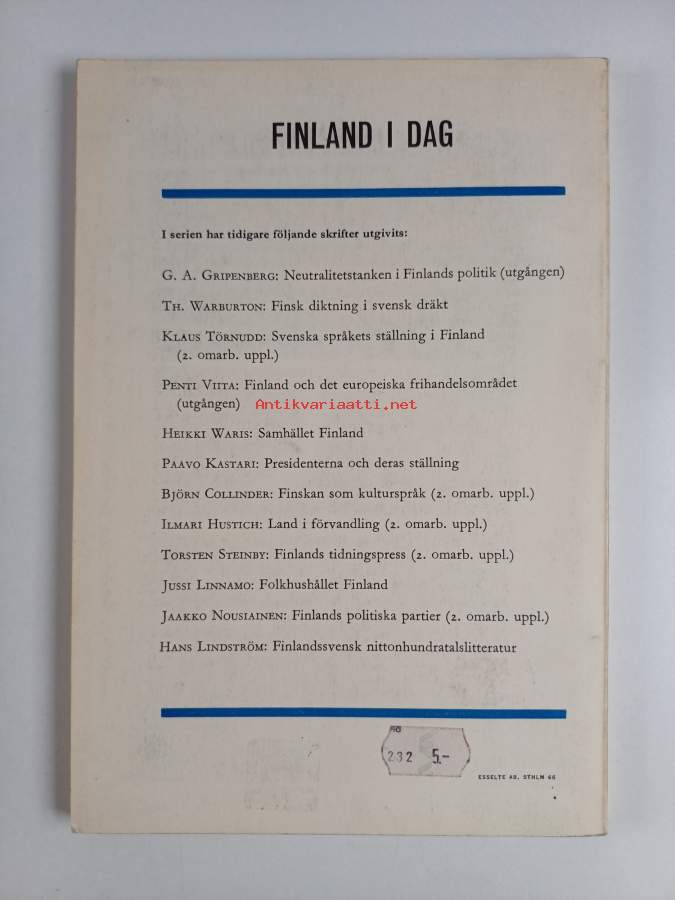 FINLAND I DAG
I serien har tidigare följande skrifter utgivits:
G. A. GRIPENBERG: Neutralitetstanken i Finlands politik (utgången)
TH. WARBURTON: Finsk diktning i svensk dräkt
KLAUS TÖRNUDD: Svenska språkets ställning i Finland
(2. omarb. uppl.)
PENTI VIITA: Finland och det europeiska frihandelsområdet
(utgången) Antikvariaatti.net
HEIKKI WARIS: Samhället Finland
PAAVO KASTARI: Presidenterna och deras ställning
BJÖRN COLLINDER: Finskan som kulturspråk (2. omarb. uppl.)
ILMARI HUSTICH: Land i förvandling (2. omarb. uppl.)
TORSTEN STEINBY: Finlands tidningspress (2. omarb. uppl.)
JUSSI LINNAMO: Folkhushållet Finland
JAAKKO NOUSIAINEN: Finlands politiska partier (2. omarb. uppl.)
HANS LINDSTRÖM: Finlandssvensk nittonhundratalslitteratur
232 5.-
ESSELTE AB, STHLM 66